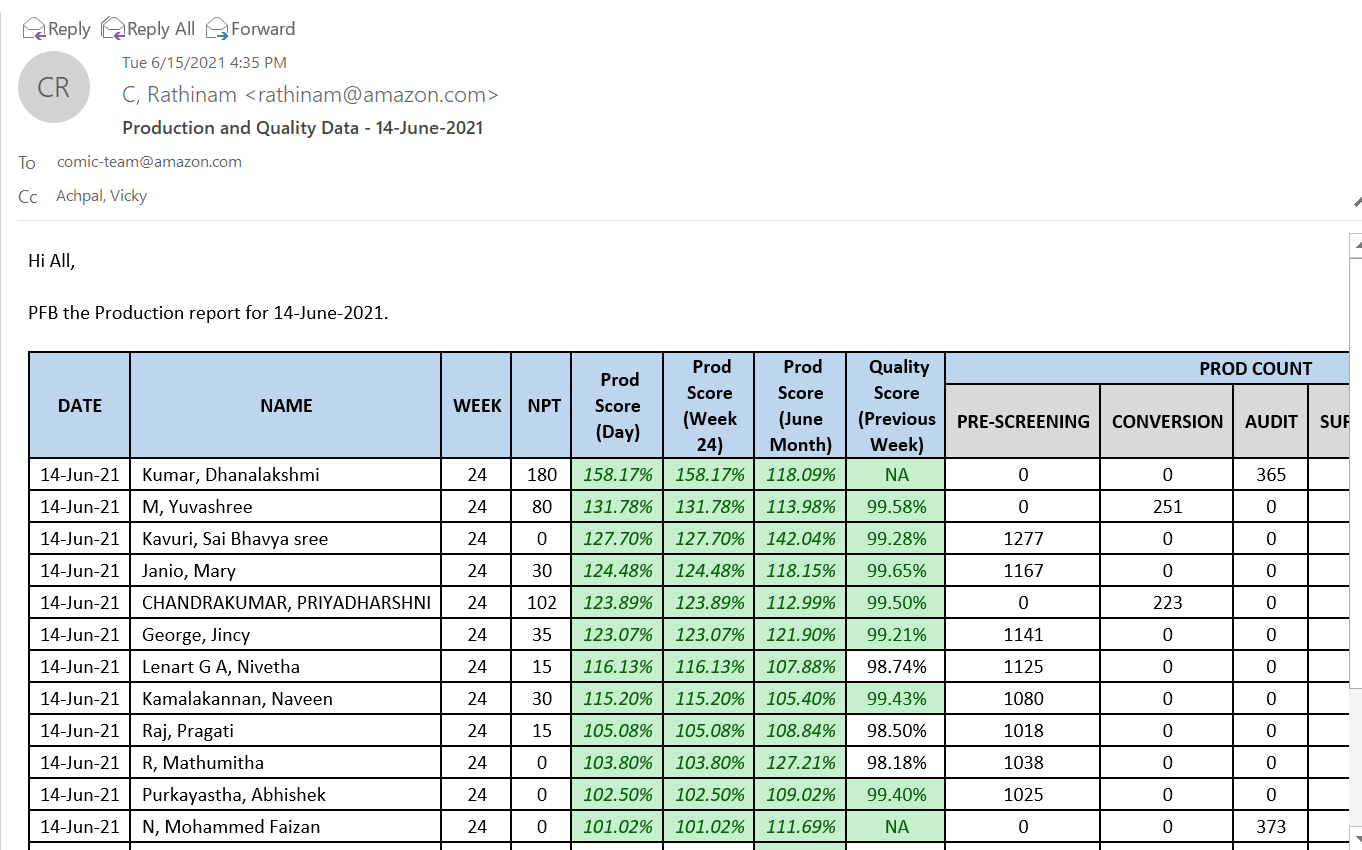 Reply Reply All Forward
CR
Tue 6/15/2021 4:35 PM
C, Rathinam <rathinam@amazon.com>
Production and Quality Data - 14-June-2021
To comic-team@amazon.com
Cc Achpal, Vicky
Hi All,
PFB the Production report for 14-June-2021.
DATE NAME WEEK NPT Prod Score (Day) Prod Score (Week 24) Prod Score (June Month) Quality Score (Previous Week) PROD COUNT
PRE-SCREENING CONVERSION AUDIT
14-Jun-21 Kumar, Dhanalakshmi 24 180 158.17% 158.17% 118.09% NA 0 0 365
14-Jun-21 M, Yuvashree 24 80 131.78% 131.78% 113.98% 99.58% 0 251 0
14-Jun-21 Kavuri, Sai Bhavya sree 24 0 127.70% 127.70% 142.04% 99.28% 1277 0 0
14-Jun-21 Janio, Mary 24 30 124.48% 124.48% 118.15% 99.65% 1167 0 0
14-Jun-21 CHANDRAKUMAR, PRIYADHARSHNI 24 102 123.89% 123.89% 112.99% 99.50% 0 223 0
14-Jun-21 George, Jincy 24 35 123.07% 123.07% 121.90% 99.21% 1141 0 0
14-Jun-21 Lenart G A, Nivetha 24 15 116.13% 116.13% 107.88% 98.74% 1125 0 0
14-Jun-21 Kamalakannan, Naveen 24 30 115.20% 115.20% 105.40% 99.43% 1080 0 0
14-Jun-21 Raj, Pragati 24 15 105.08% 105.08% 108.84% 98.50% 1018 0 0
14-Jun-21 R, Mathumitha 24 0 103.80% 103.80% 127.21% 98.18% 1038 0 0
14-Jun-21 Purkayastha, Abhishek 24 0 102.50% 102.50% 109.02% 99.40% 1025 0 0
14-Jun-21 N, Mohammed Faizan 24 0 101.02% 101.02% 111.69% NA 0 0 373